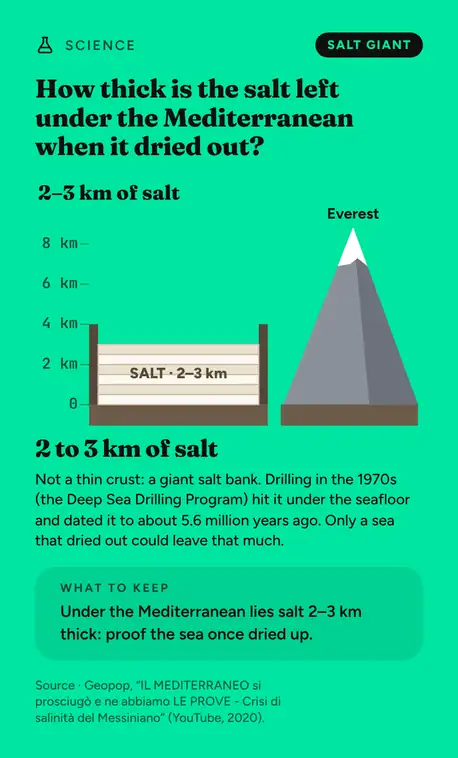 SCIENCE
SALT GIANT
How thick is the salt left
under the Mediterranean
when it dried out?
2–3 km of salt
Everest
8 km
6 km
4 km
2 km
0
SALT · 2–3 km
2 to 3 km of salt
Not a thin crust: a giant salt bank. Drilling in the 1970s
(the Deep Sea Drilling Program) hit it under the seafloor
and dated it to about 5.6 million years ago. Only a sea
that dried out could leave that much.
WHAT TO KEEP
Under the Mediterranean lies salt 2–3 km
thick: proof the sea once dried up.
Source · Geopop, “IL MEDITERRANEO si
prosciugò e ne abbiamo LE PROVE - Crisi di
salinità del Messiniano” (YouTube, 2020).